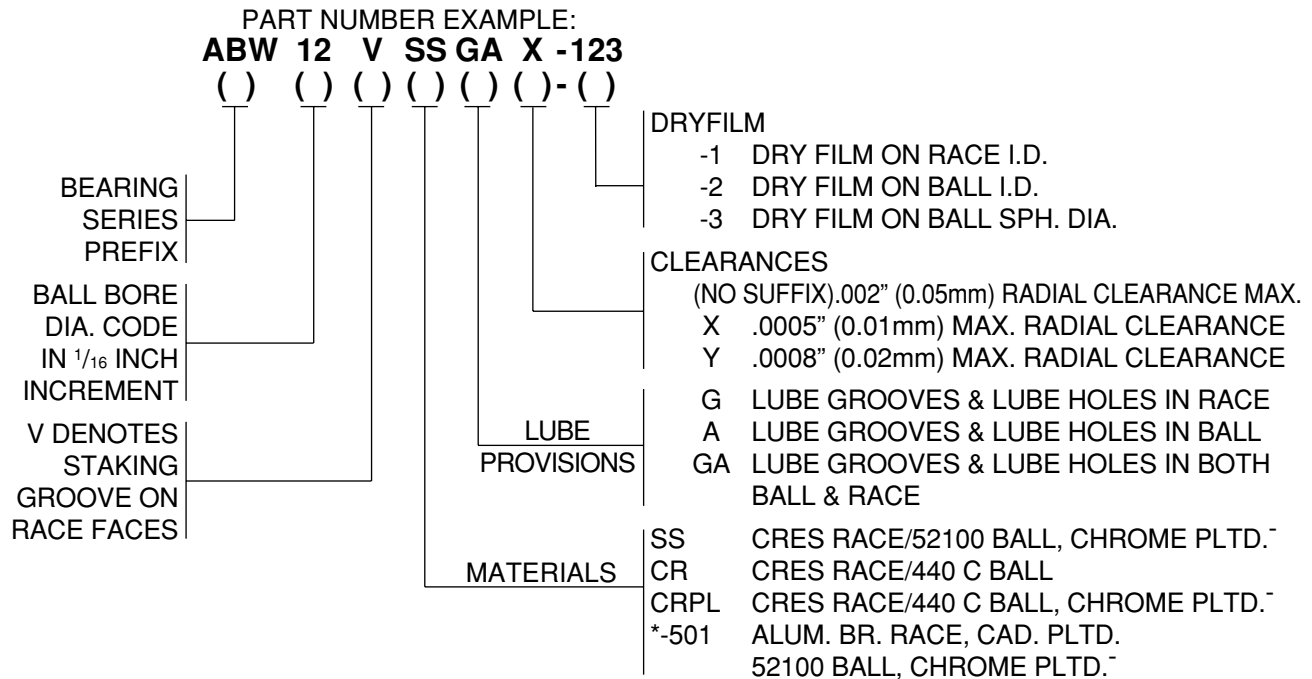 PART NUMBER EXAMPLE:
ABW 12 V SS GA X -123
( ) ( ) ( ) ( ) ( ) ( ) - ( )
DRYFILM
-1 DRY FILM ON RACE I.D.
-2 DRY FILM ON BALL I.D.
-3 DRY FILM ON BALL SPH. DIA.
BEARING
SERIES
PREFIX
CLEARANCES
(NO SUFFIX).002” (0.05mm) RADIAL CLEARANCE MAX.
X .0005” (0.01mm) MAX. RADIAL CLEARANCE
Y .0008” (0.02mm) MAX. RADIAL CLEARANCE
BALL BORE
DIA. CODE
IN 1/16 INCH
INCREMENT
LUBE
PROVISIONS
G LUBE GROOVES & LUBE HOLES IN RACE
A LUBE GROOVES & LUBE HOLES IN BALL
GA LUBE GROOVES & LUBE HOLES IN BOTH
BALL & RACE
V DENOTES
STAKING
GROOVE ON
RACE FACES
MATERIALS
SS CRES RACE/52100 BALL, CHROME PLTD.-
CR CRES RACE/440 C BALL
CRPL CRES RACE/440 C BALL, CHROME PLTD.-
*-501 ALUM. BR. RACE, CAD. PLTD.
52100 BALL, CHROME PLTD.-